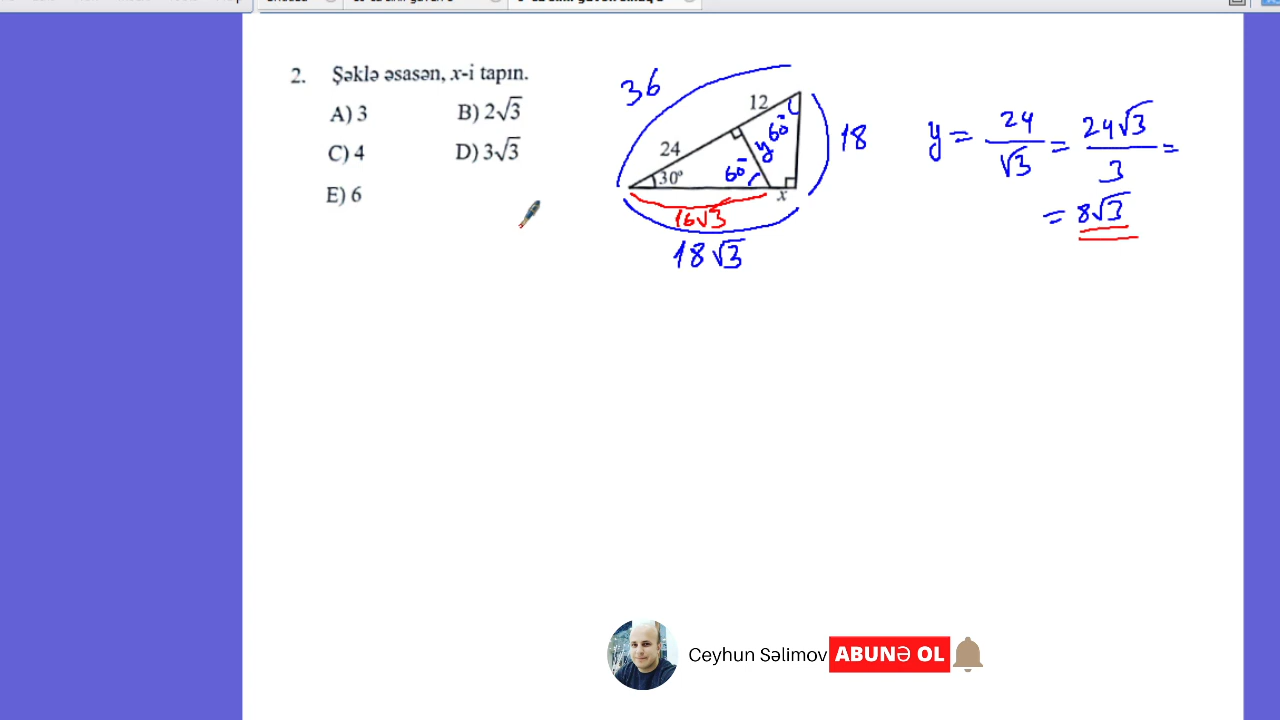 2. Şəklə əsasən, x-i tapın.
A) 3 B) 2√3
C) 4 D) 3√3
E) 6
36
12
24
30°
60°
y
60°
x
18
16√3
18√3
y = 24/√3 = 24√3/3 =
= 8√3
Ceyhun Səlimov ABUNƏ OL